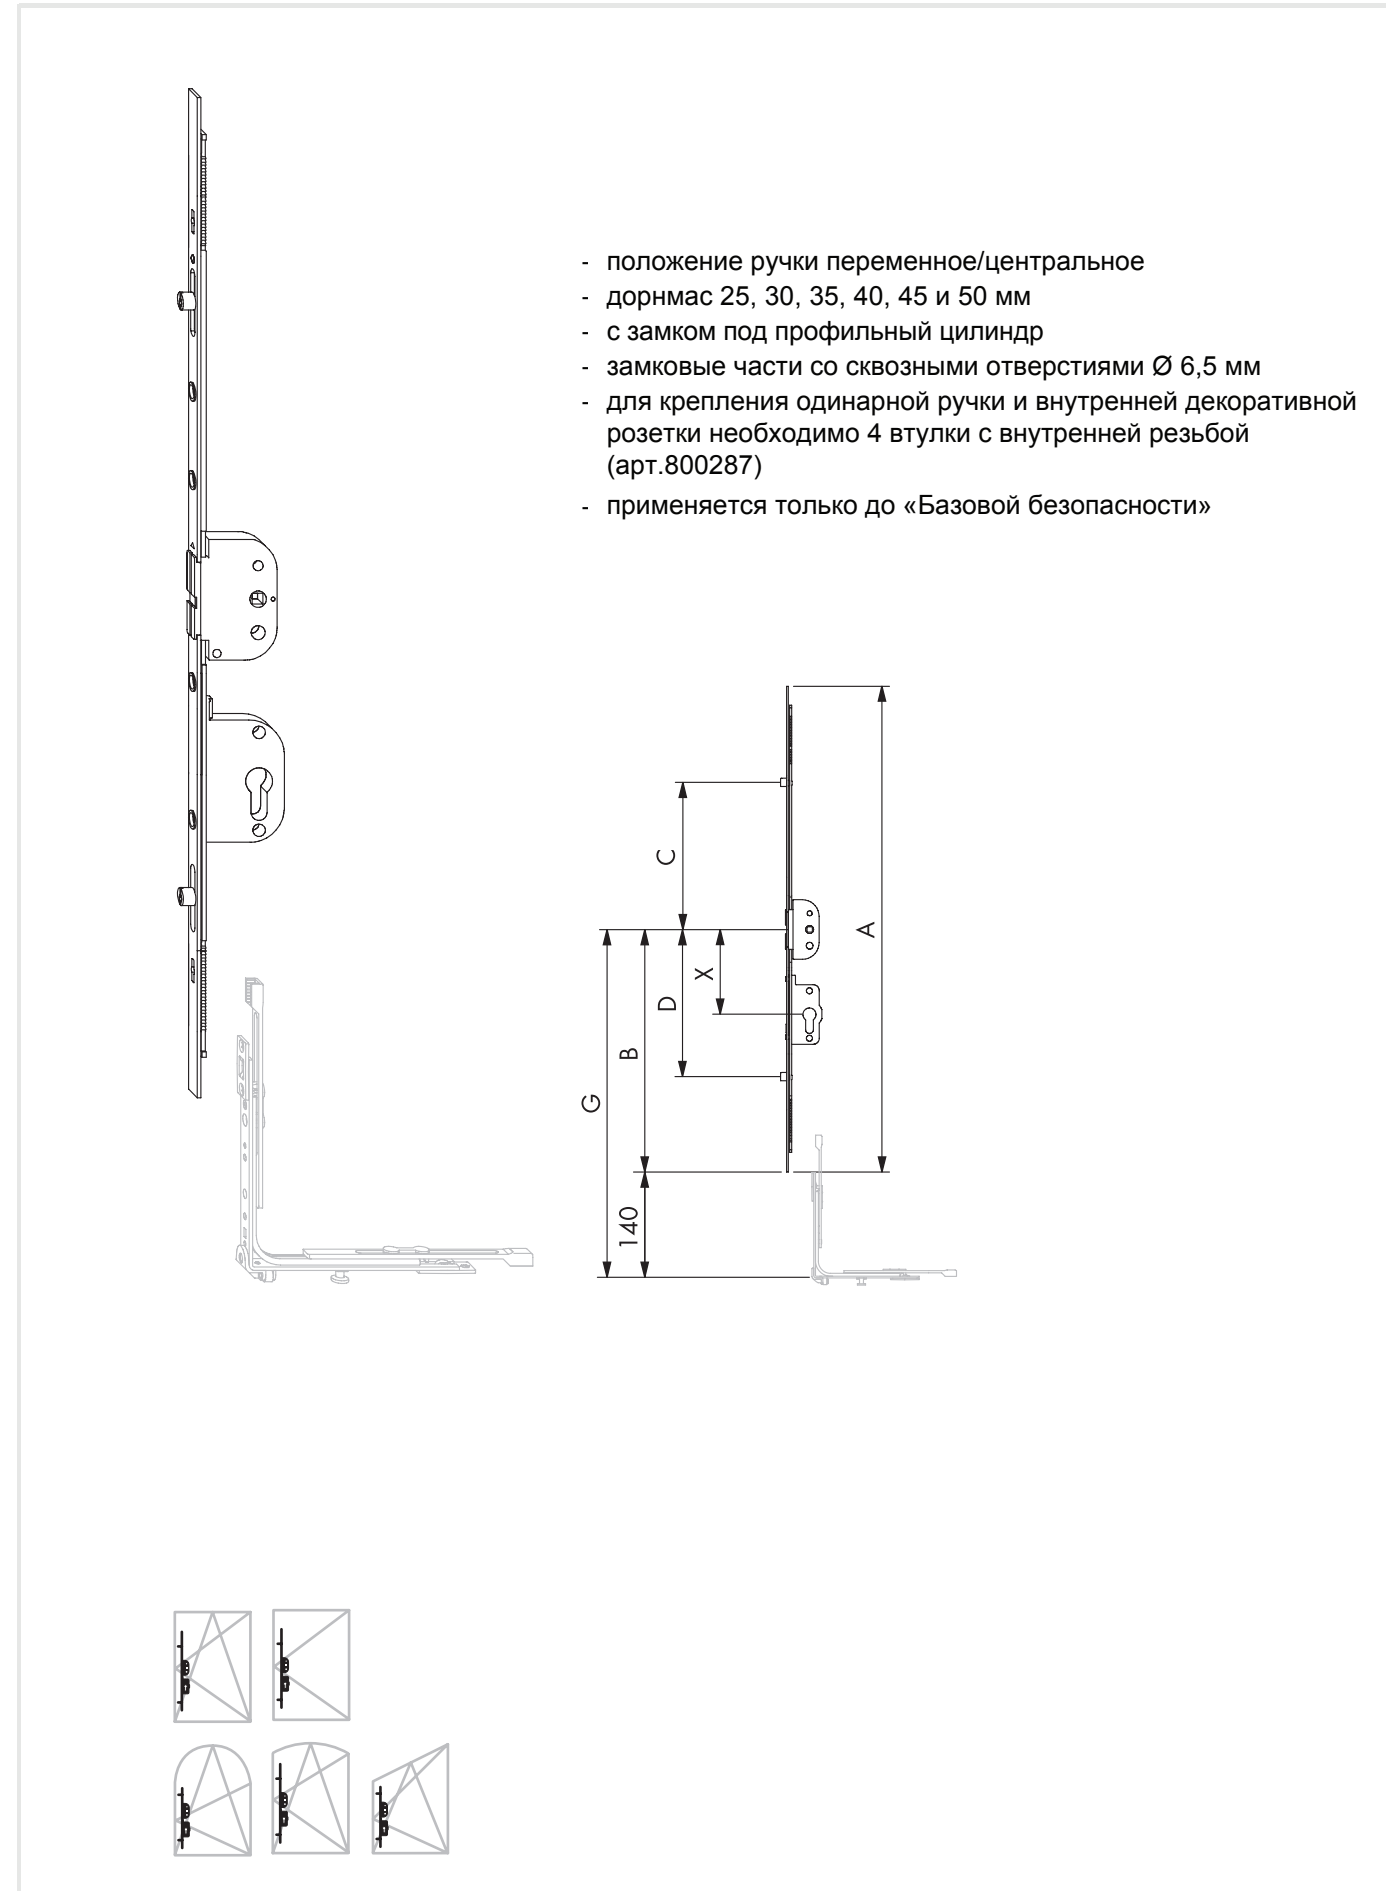 - положение ручки переменное/центральное
- дорнмас 25, 30, 35, 40, 45 и 50 мм
- с замком под профильный цилиндр
- замковые части со сквозными отверстиями Ø 6,5 мм
- для крепления одинарной ручки и внутренней декоративной
розетки необходимо 4 втулки с внутренней резьбой
(арт.800287)
- применяется только до «Базовой безопасности»
C
A
X
D
B
G
140